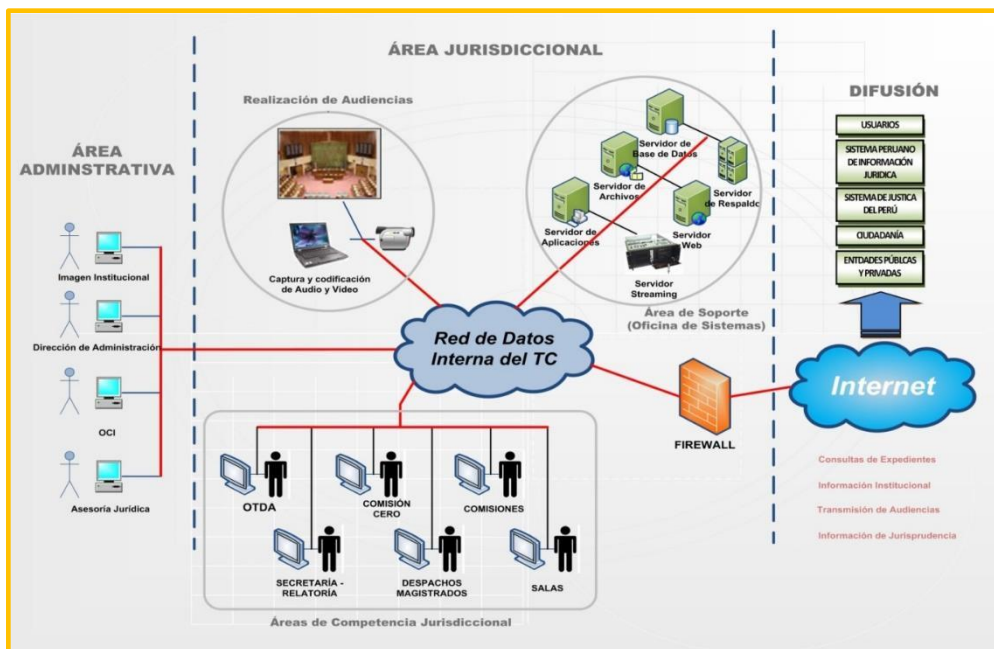 ÁREA JURISDICCIONAL
Realización de Audiencias
Captura y codificación
de Audio y Video
Servidor de
Base de Datos
Servidor de
Archivos
Servidor
de Respaldo
Servidor de
Aplicaciones
Servidor
Web
Servidor
Streaming
Área de Soporte
(Oficina de Sistemas)
ÁREA
ADMINSTRATIVA
Imagen Institucional
Dirección de Administración
OCI
Asesoría Jurídica
Red de Datos
Interna del TC
FIREWALL
OTDA
COMISIÓN
CERO
COMISIONES
SECRETARÍA -
RELATORÍA
DESPACHOS
MAGISTRADOS
SALAS
Áreas de Competencia Jurisdiccional
DIFUSIÓN
USUARIOS
SISTEMA PERUANO
DE INFORMACIÓN
JURIDICA
SISTEMA DE JUSTICA
DEL PERÚ
CIUDADANÍA
ENTDADES PÚBLCAS
Y PRIVADAS
Internet
Consultas de Expedientes
Información Institucional
Transmisión de Audiencias
Información de Jurisprudencia